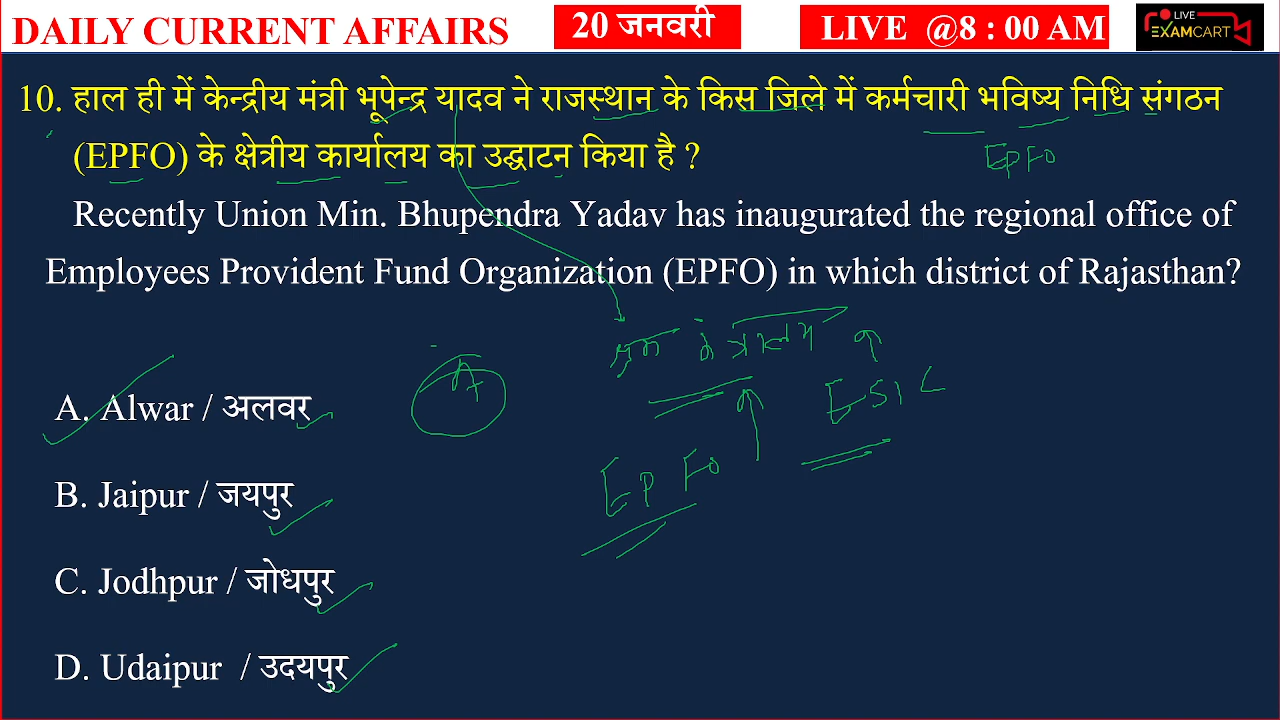 DAILY CURRENT AFFAIRS
20 जनवरी
LIVE @8 : 00 AM
LIVE
EXAMCART
10. हाल ही में केन्द्रीय मंत्री भूपेन्द्र यादव ने राजस्थान के किस जिले में कर्मचारी भविष्य निधि संगठन
(EPFO) के क्षेत्रीय कार्यालय का उद्घाटन किया है ?
EPFO
Recently Union Min. Bhupendra Yadav has inaugurated the regional office of
Employees Provident Fund Organization (EPFO) in which district of Rajasthan?
श्रम मंत्रालय
A. Alwar / अलवर
A
ESIC
EPFO
B. Jaipur / जयपुर
C. Jodhpur / जोधपुर
D. Udaipur / उदयपुर